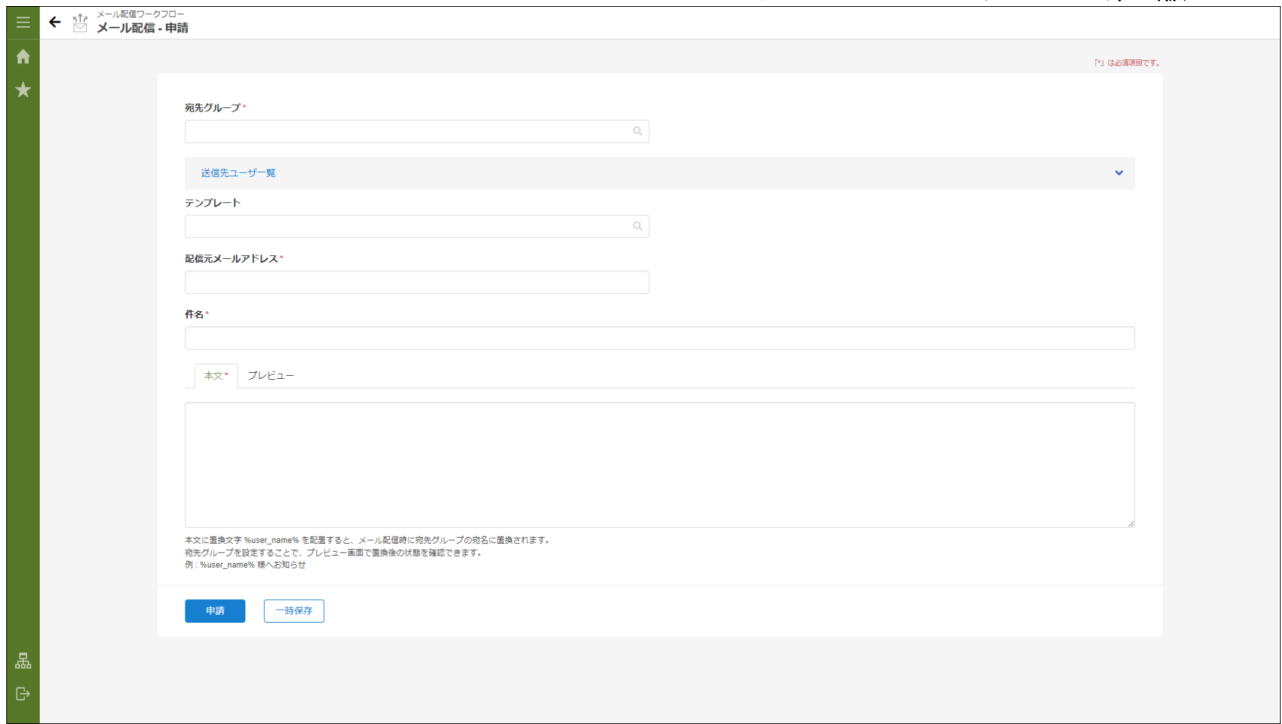 メール配信ワークフロー
メール配信 - 申請
「*」は必須項目です。
宛先グループ *
送信先ユーザ一覧
テンプレート
配信元メールアドレス *
件名 *
本文 * プレビュー
本文に置換文字 %user_name% を配置すると、メール配信時に宛先グループの宛名に置換されます。
宛先グループを設定することで、プレビュー画面で置換後の状態を確認できます。
例 : %user_name% 様へお知らせ
申請 一時保存